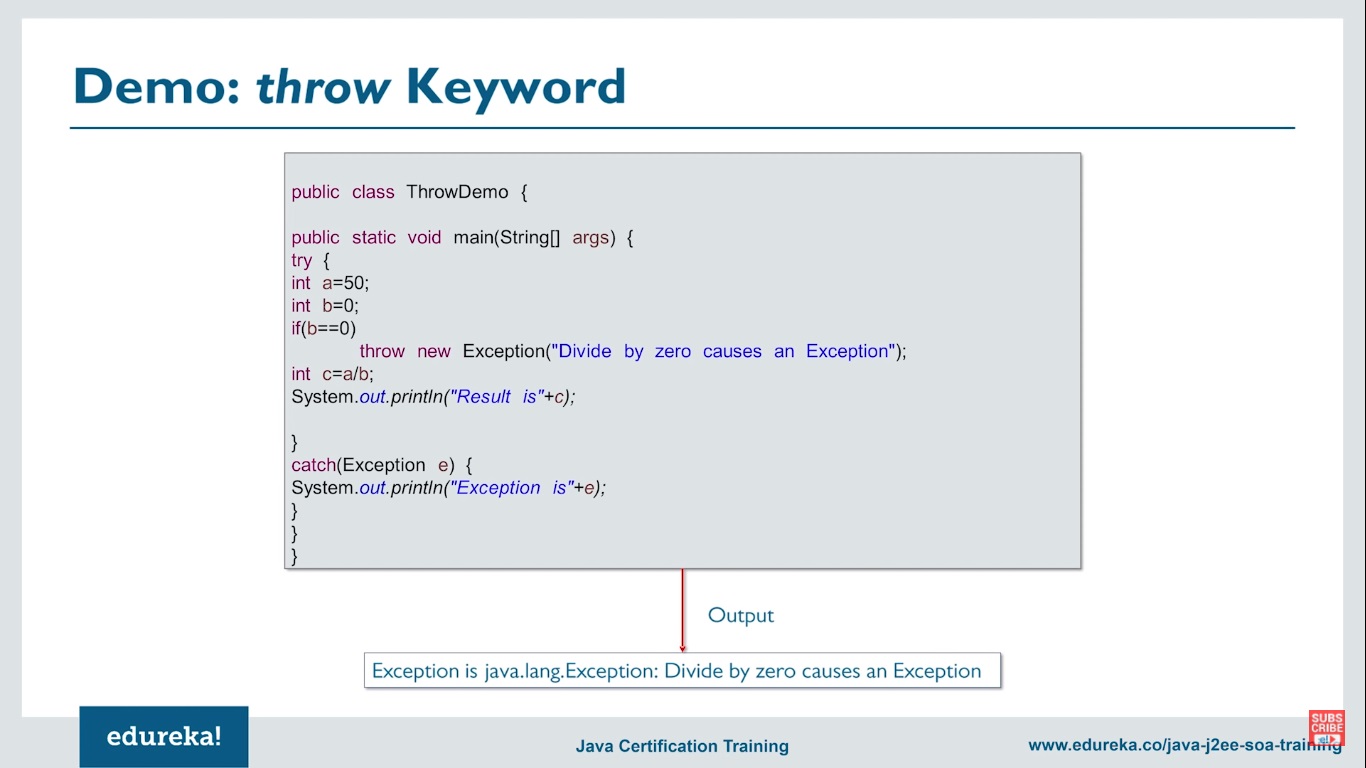 Demo: throw Keyword
public class ThrowDemo {
public static void main(String[] args) {
try {
int a=50;
int b=0;
if(b==0)
throw new Exception("Divide by zero causes an Exception");
int c=a/b;
System.out.println("Result is"+c);
}
catch(Exception e) {
System.out.println("Exception is"+e);
}
}
}
Output
Exception is java.lang.Exception: Divide by zero causes an Exception
edureka!
Java Certification Training
www.edureka.co/java-j2ee-soa-training
SUBS
CRIBE